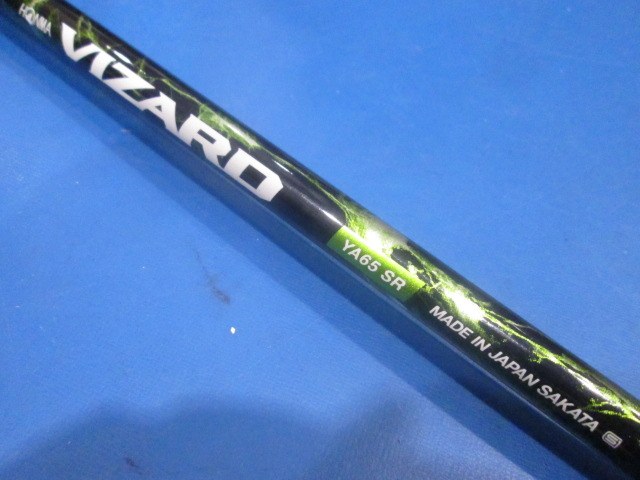 HONMA
VIZARD
YA65 SR
MADE IN JAPAN SAKATA